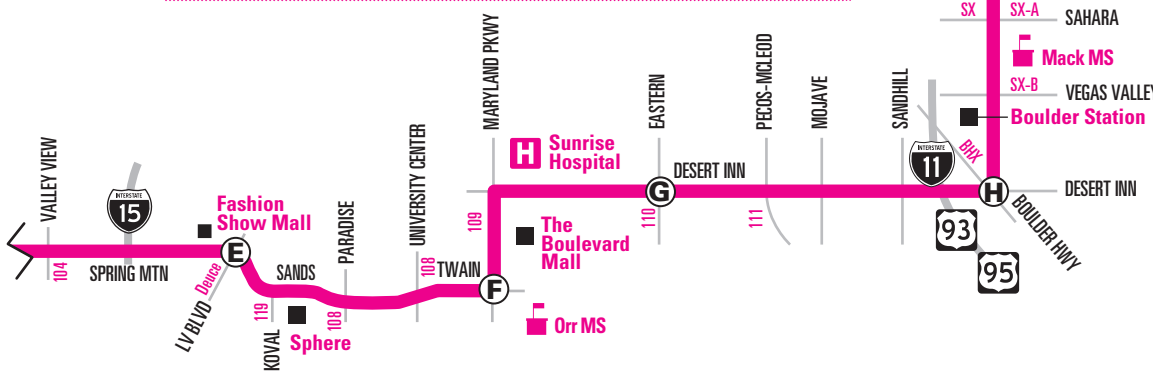 SX
SX-A
SAHARA
Mack MS
SX-B
VEGAS VALLEY
Boulder Station
BHX
MARYLAND PKWY
EASTERN
PECOS-MCLEOD
MOJAVE
SANDHILL
H
Sunrise
Hospital
INTERSTATE
11
VALLEY VIEW
INTERSTATE
15
UNIVERSITY CENTER
PARADISE
G
DESERT INN
H
DESERT INN
BOULDER HWY
109
110
111
Fashion
Show Mall
The
Boulevard
Mall
93
95
E
104
SPRING MTN
Deuce
LV BLVD
SANDS
108
TWAIN
F
119
KOVAL
Sphere
108
Orr MS